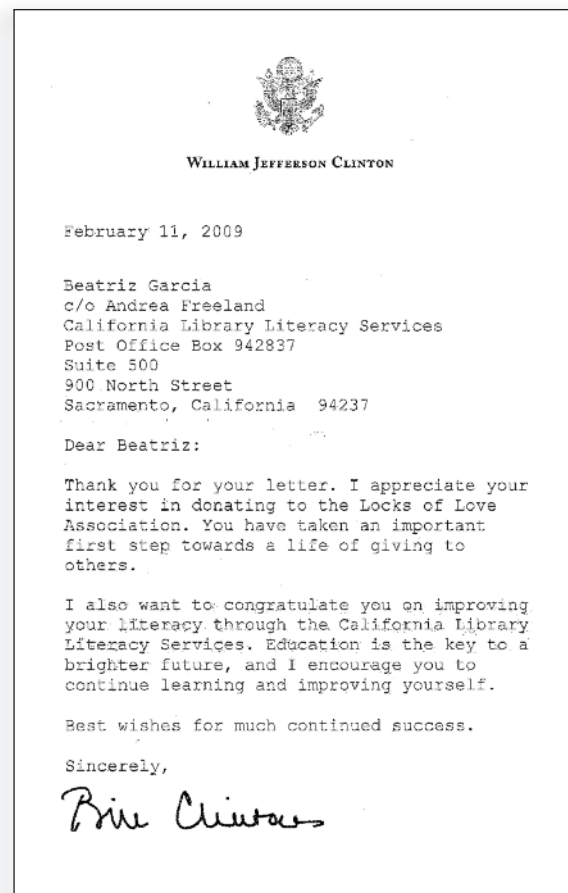 WILLIAM JEFFERSON CLINTON
February 11, 2009
Beatriz Garcia
c/o Andrea Freeland
California Library Literacy Services
Post Office Box 942837
Suite 500
900 North Street
Sacramento, California  94237
Dear Beatriz:
Thank you for your letter. I appreciate your
interest in donating to the Locks of Love
Association. You have taken an important
first step towards a life of giving to
others.
I also want to congratulate you on improving
your literacy through the California Library
Literacy Services. Education is the key to a
brighter future, and I encourage you to
continue learning and improving yourself.
Best wishes for much continued success.
Sincerely,
Bill Clinton